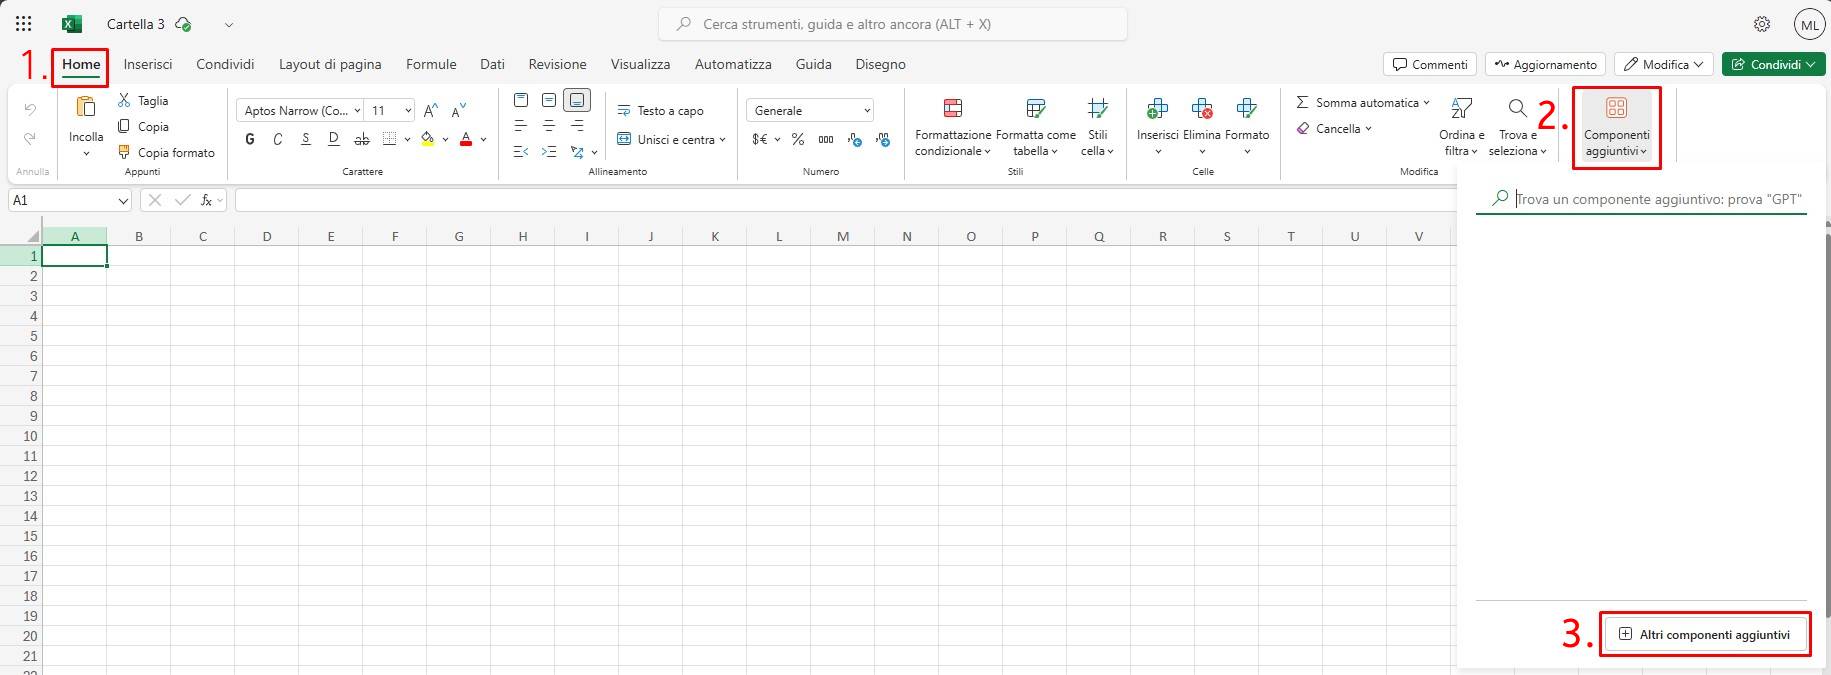 Cartella 3
Cerca strumenti, guida e altro ancora (ALT + X)
ML
1.
Home
Inserisci
Condividi
Layout di pagina
Formule
Dati
Revisione
Visualizza
Automatizza
Guida
Disegno
Commenti
Aggiornamento
Modifica
Condividi
Annulla
Incolla
Taglia
Copia
Copia formato
Appunti
Aptos Narrow (Co...
11
G C S D ab
Carattere
Testo a capo
Unisci e centra
Allineamento
Generale
$€ % 000
Numero
Formattazione
condizionale
Formatta come
tabella
Stili
cella
Stili
Inserisci
Elimina
Formato
Celle
Somma automatica
Cancella
Ordina e
filtra
Trova e
seleziona
Modifica
2.
Componenti
aggiuntivi
A1
fx
Trova un componente aggiuntivo: prova "GPT"
A B C D E F G H I J K L M N O P Q R S T U V
1
2
3
4
5
6
7
8
9
10
11
12
13
14
15
16
17
18
19
20
21
3.
Altri componenti aggiuntivi